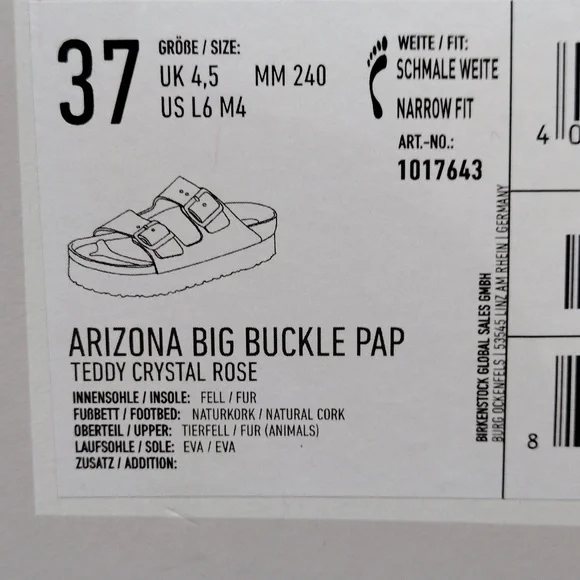 37
GRÖßE / SIZE:
UK 4,5 MM 240
US L6 M4
WEITE / FIT:
SCHMALE WEITE
NARROW FIT
ART.-NO.:
1017643
ARIZONA BIG BUCKLE PAP
TEDDY CRYSTAL ROSE
INNENSOHLE / INSOLE: FELL / FUR
FUßBETT / FOOTBED: NATURKORK / NATURAL CORK
OBERTEIL / UPPER: TIERFELL / FUR (ANIMALS)
LAUFSOHLE / SOLE: EVA / EVA
ZUSATZ / ADDITION:
BIRKENSTOCK GLOBAL SALES GMBH
BURG OCKENFELS | 53545 LINZ AM RHEIN | GERMANY
4 0
8